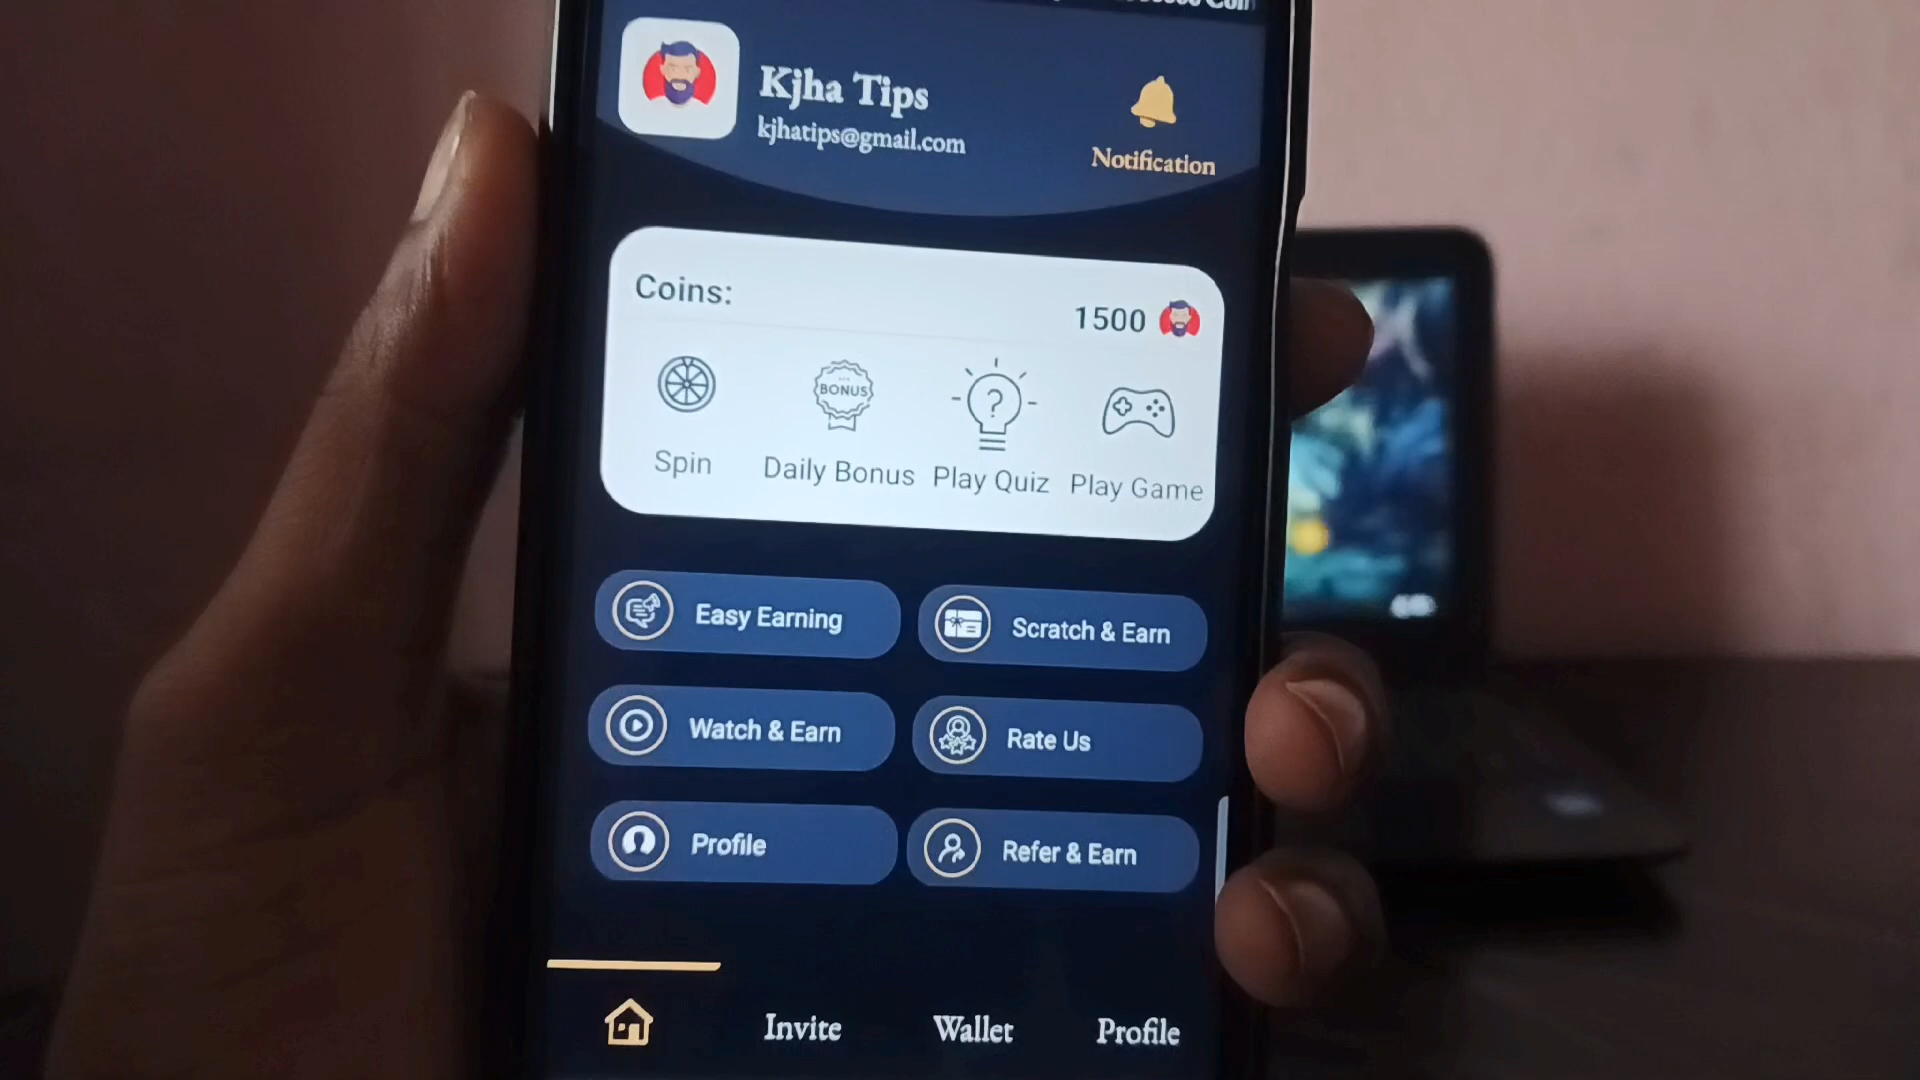 Kjha Tips
kjhatips@gmail.com
Notification
Coins:
1500
BONUS
?
Spin
Daily Bonus
Play Quiz
Play Game
Easy Earning
Scratch & Earn
Watch & Earn
Rate Us
Profile
Refer & Earn
Invite
Wallet
Profile